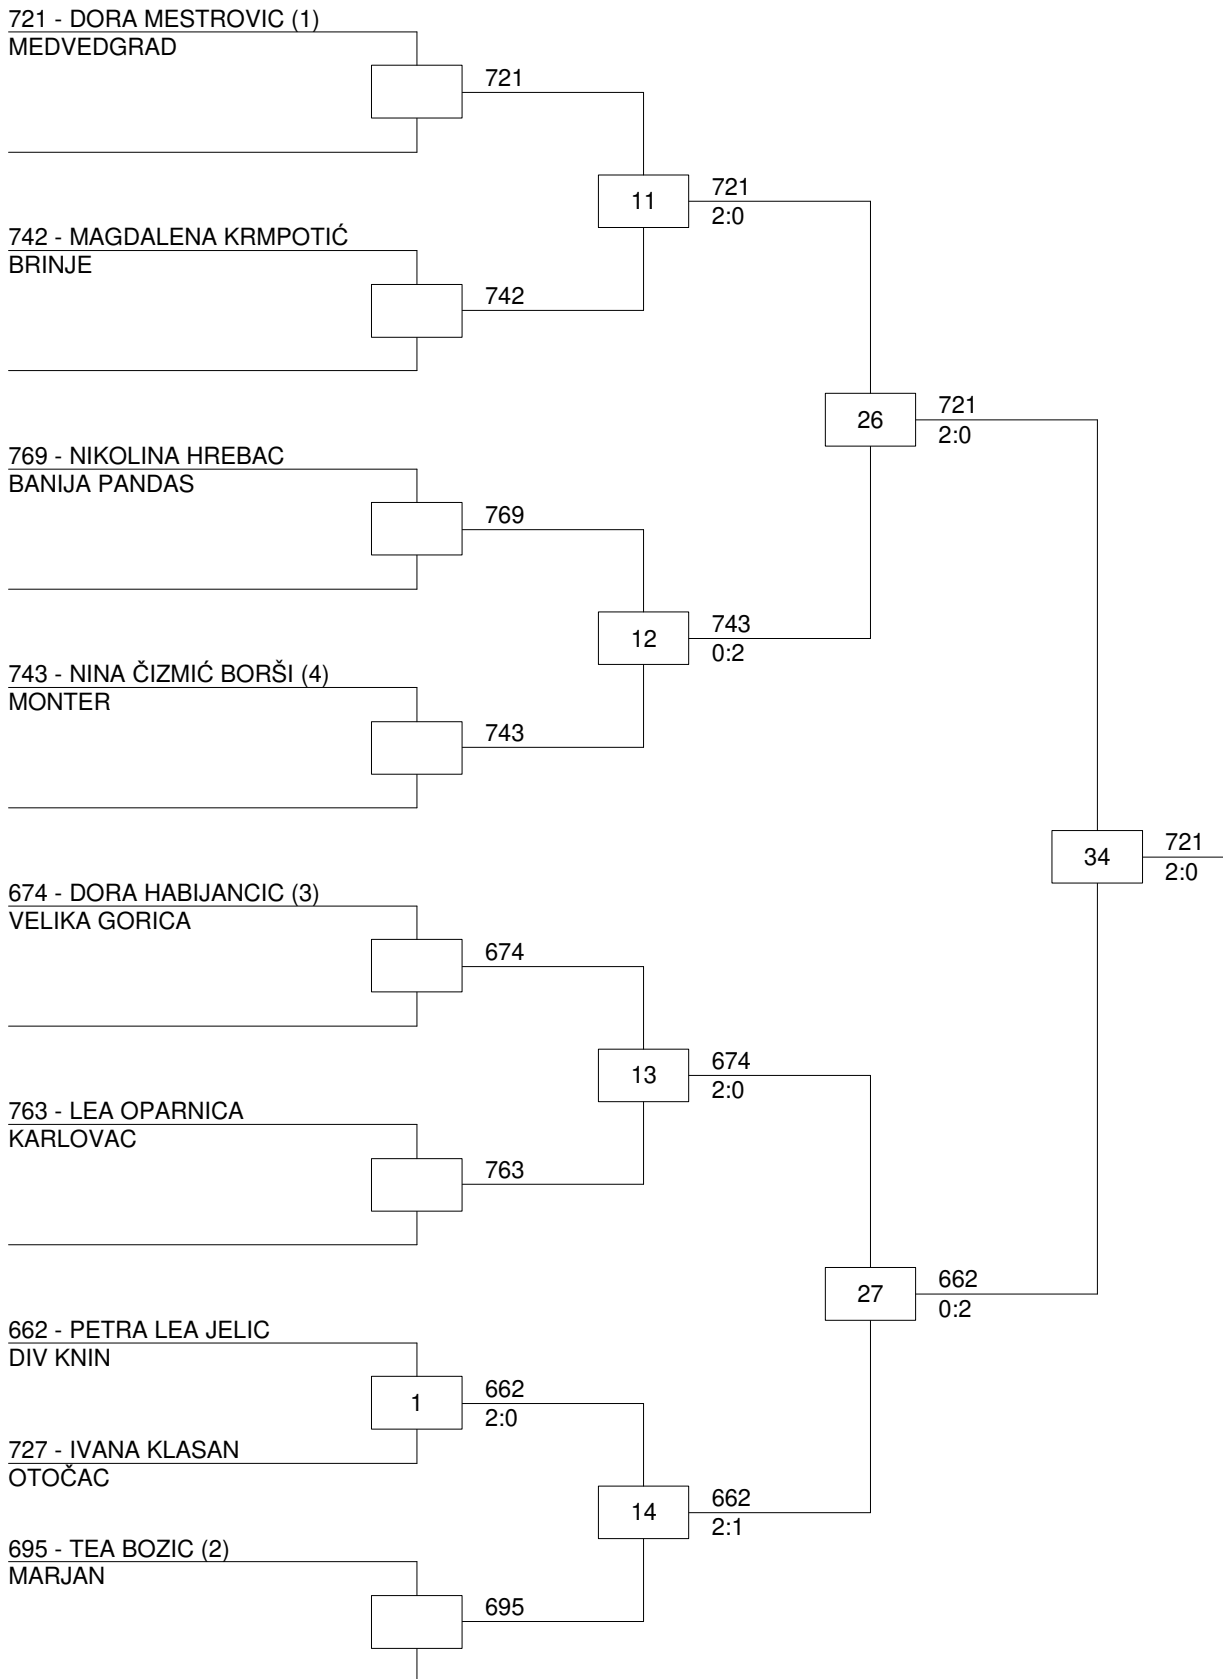 721 - DORA MESTROVIC (1)
MEDVEDGRAD
721
11
721
2:0
742 - MAGDALENA KRMPOTIĆ
BRINJE
742
26
721
2:0
769 - NIKOLINA HREBAC
BANIJA PANDAS
769
12
743
0:2
743 - NINA ČIZMIĆ BORŠI (4)
MONTER
743
34
721
2:0
674 - DORA HABIJANCIC (3)
VELIKA GORICA
674
13
674
2:0
763 - LEA OPARNICA
KARLOVAC
763
27
662
0:2
662 - PETRA LEA JELIC
DIV KNIN
1
662
2:0
727 - IVANA KLASAN
OTOČAC
14
662
2:1
695 - TEA BOZIC (2)
MARJAN
695